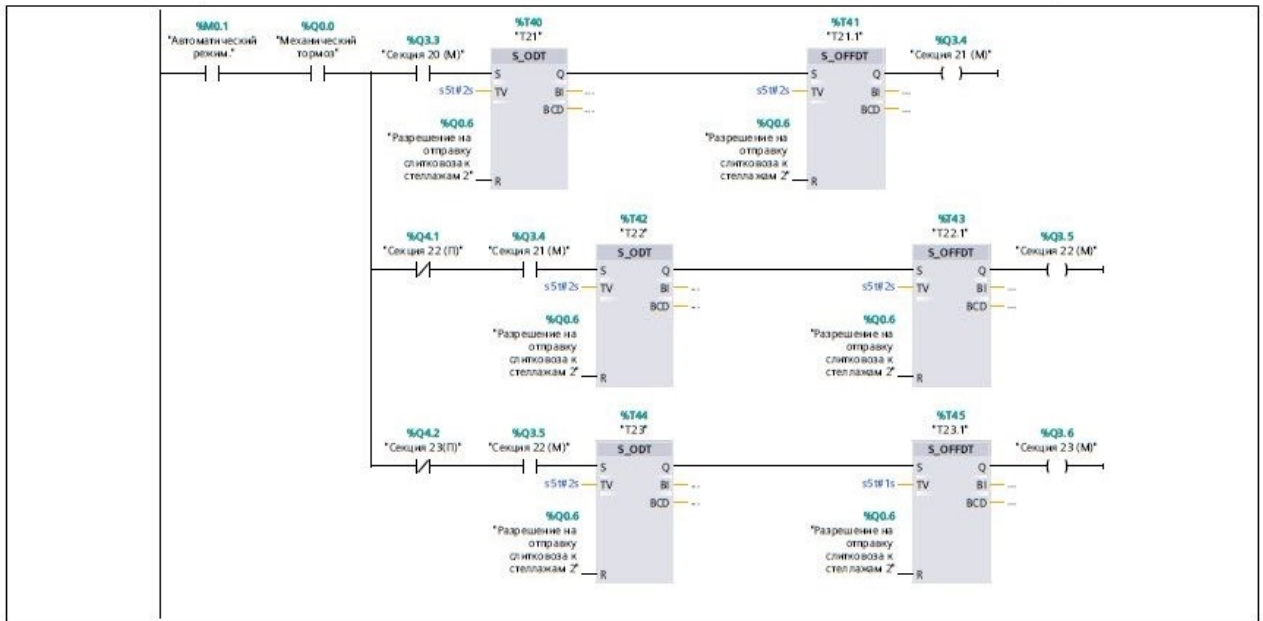 %M0.1
"Автоматический
режим."
%Q0.0
"Механический
тормоз"
%Q3.3
"Секция 20 (М)"
%T40
"T21"
S_ODT
S
Q
s5t#2s
TV
BI
...
BCD
...
%Q0.6
"Разрешение на
отправку
слитковоза к
стеллажам 2"
R
%T41
"T21.1"
S_OFFDT
S
Q
s5t#2s
TV
BI
...
BCD
...
%Q0.6
"Разрешение на
отправку
слитковоза к
стеллажам 2"
R
%Q3.4
"Секция 21 (М)"
%Q4.1
"Секция 22 (П)"
%Q3.4
"Секция 21 (М)"
%T42
"T22"
S_ODT
S
Q
s5t#2s
TV
BI
...
BCD
...
%Q0.6
"Разрешение на
отправку
слитковоза к
стеллажам 2"
R
%T43
"T22.1"
S_OFFDT
S
Q
s5t#2s
TV
BI
...
BCD
...
%Q0.6
"Разрешение на
отправку
слитковоза к
стеллажам 2"
R
%Q3.5
"Секция 22 (М)"
%Q4.2
"Секция 23(П)"
%Q3.5
"Секция 22 (М)"
%T44
"T23"
S_ODT
S
Q
s5t#2s
TV
BI
...
BCD
...
%Q0.6
"Разрешение на
отправку
слитковоза к
стеллажам 2"
R
%T45
"T23.1"
S_OFFDT
S
Q
s5t#1s
TV
BI
...
BCD
...
%Q0.6
"Разрешение на
отправку
слитковоза к
стеллажам 2"
R
%Q3.6
"Секция 23 (М)"